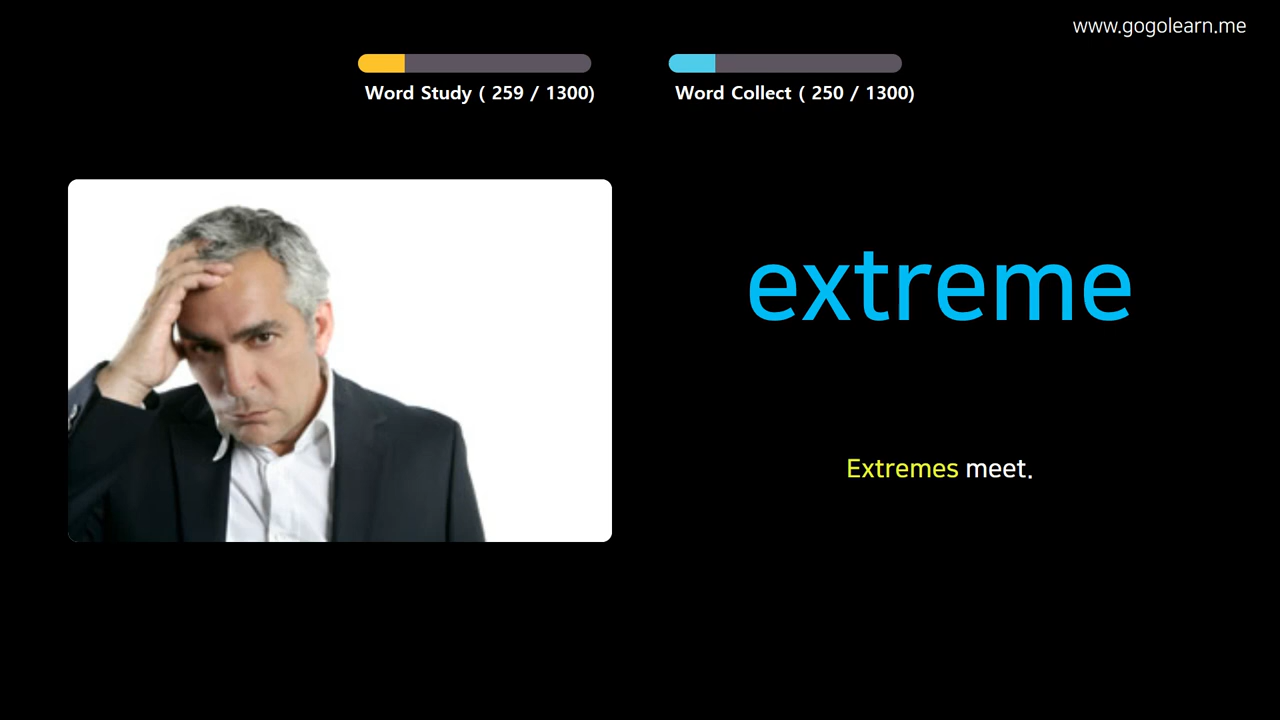 www.gogolearn.me
Word Study ( 259 / 1300)
Word Collect ( 250 / 1300)
extreme
Extremes meet.